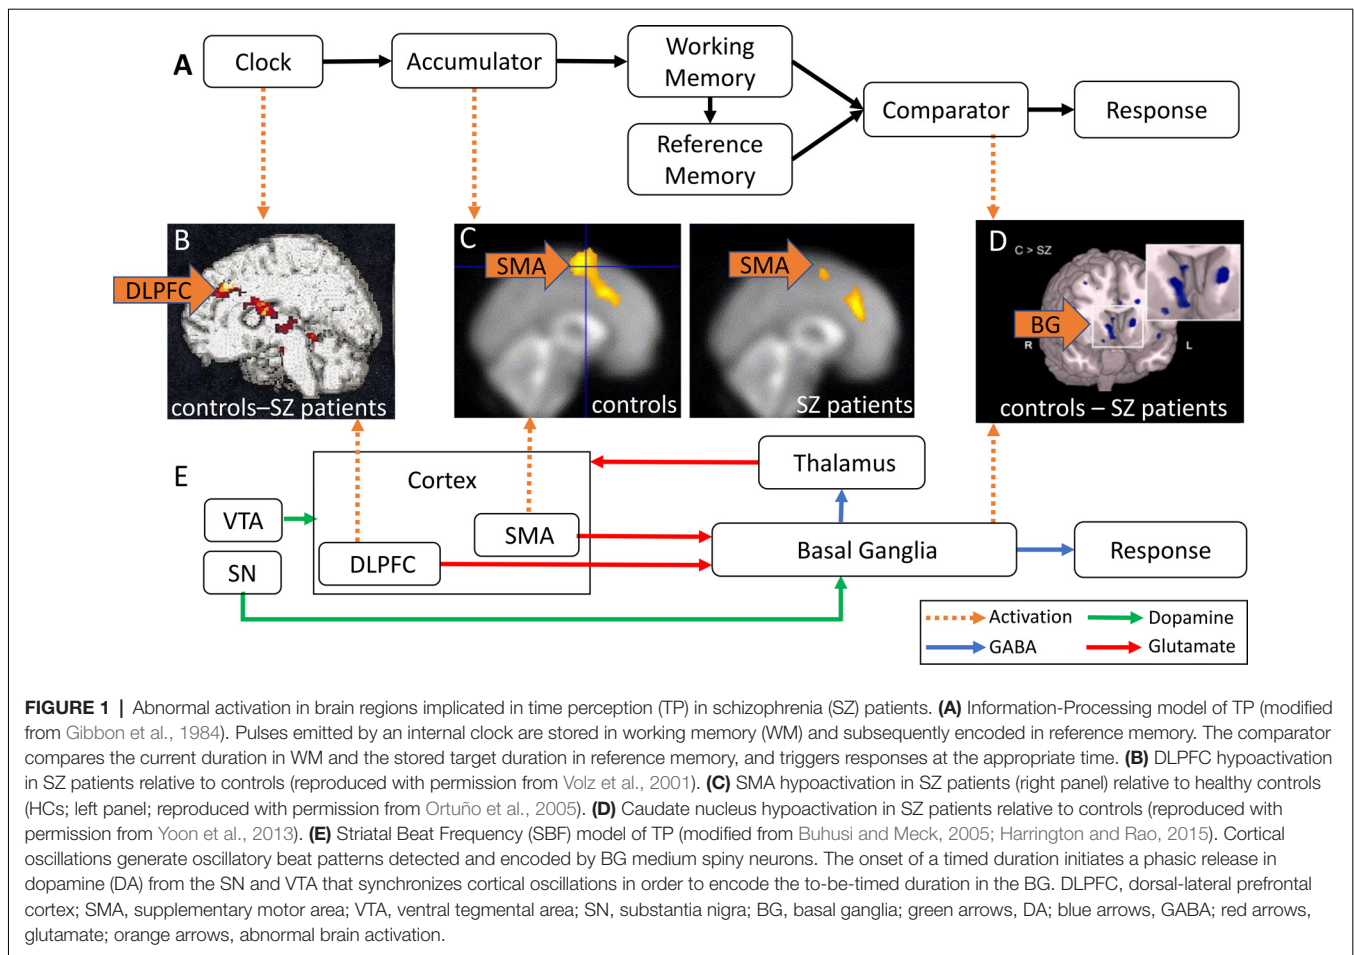 A
Clock
Accumulator
Working
Memory
Reference
Memory
Comparator
Response
B
DLPFC
controls–SZ patients
C
SMA
controls
SMA
SZ patients
D
C > SZ
BG
R
L
controls – SZ patients
E
VTA
SN
Cortex
DLPFC
SMA
Thalamus
Basal Ganglia
Response
Activation
Dopamine
GABA
Glutamate
FIGURE 1 | Abnormal activation in brain regions implicated in time perception (TP) in schizophrenia (SZ) patients. (A) Information-Processing model of TP (modified
from Gibbon et al., 1984). Pulses emitted by an internal clock are stored in working memory (WM) and subsequently encoded in reference memory. The comparator
compares the current duration in WM and the stored target duration in reference memory, and triggers responses at the appropriate time. (B) DLPFC hypoactivation
in SZ patients relative to controls (reproduced with permission from Volz et al., 2001). (C) SMA hypoactivation in SZ patients (right panel) relative to healthy controls
(HCs; left panel; reproduced with permission from Ortuño et al., 2005). (D) Caudate nucleus hypoactivation in SZ patients relative to controls (reproduced with
permission from Yoon et al., 2013). (E) Striatal Beat Frequency (SBF) model of TP (modified from Buhusi and Meck, 2005; Harrington and Rao, 2015). Cortical
oscillations generate oscillatory beat patterns detected and encoded by BG medium spiny neurons. The onset of a timed duration initiates a phasic release in
dopamine (DA) from the SN and VTA that synchronizes cortical oscillations in order to encode the to-be-timed duration in the BG. DLPFC, dorsal-lateral prefrontal
cortex; SMA, supplementary motor area; VTA, ventral tegmental area; SN, substantia nigra; BG, basal ganglia; green arrows, DA; blue arrows, GABA; red arrows,
glutamate; orange arrows, abnormal brain activation.